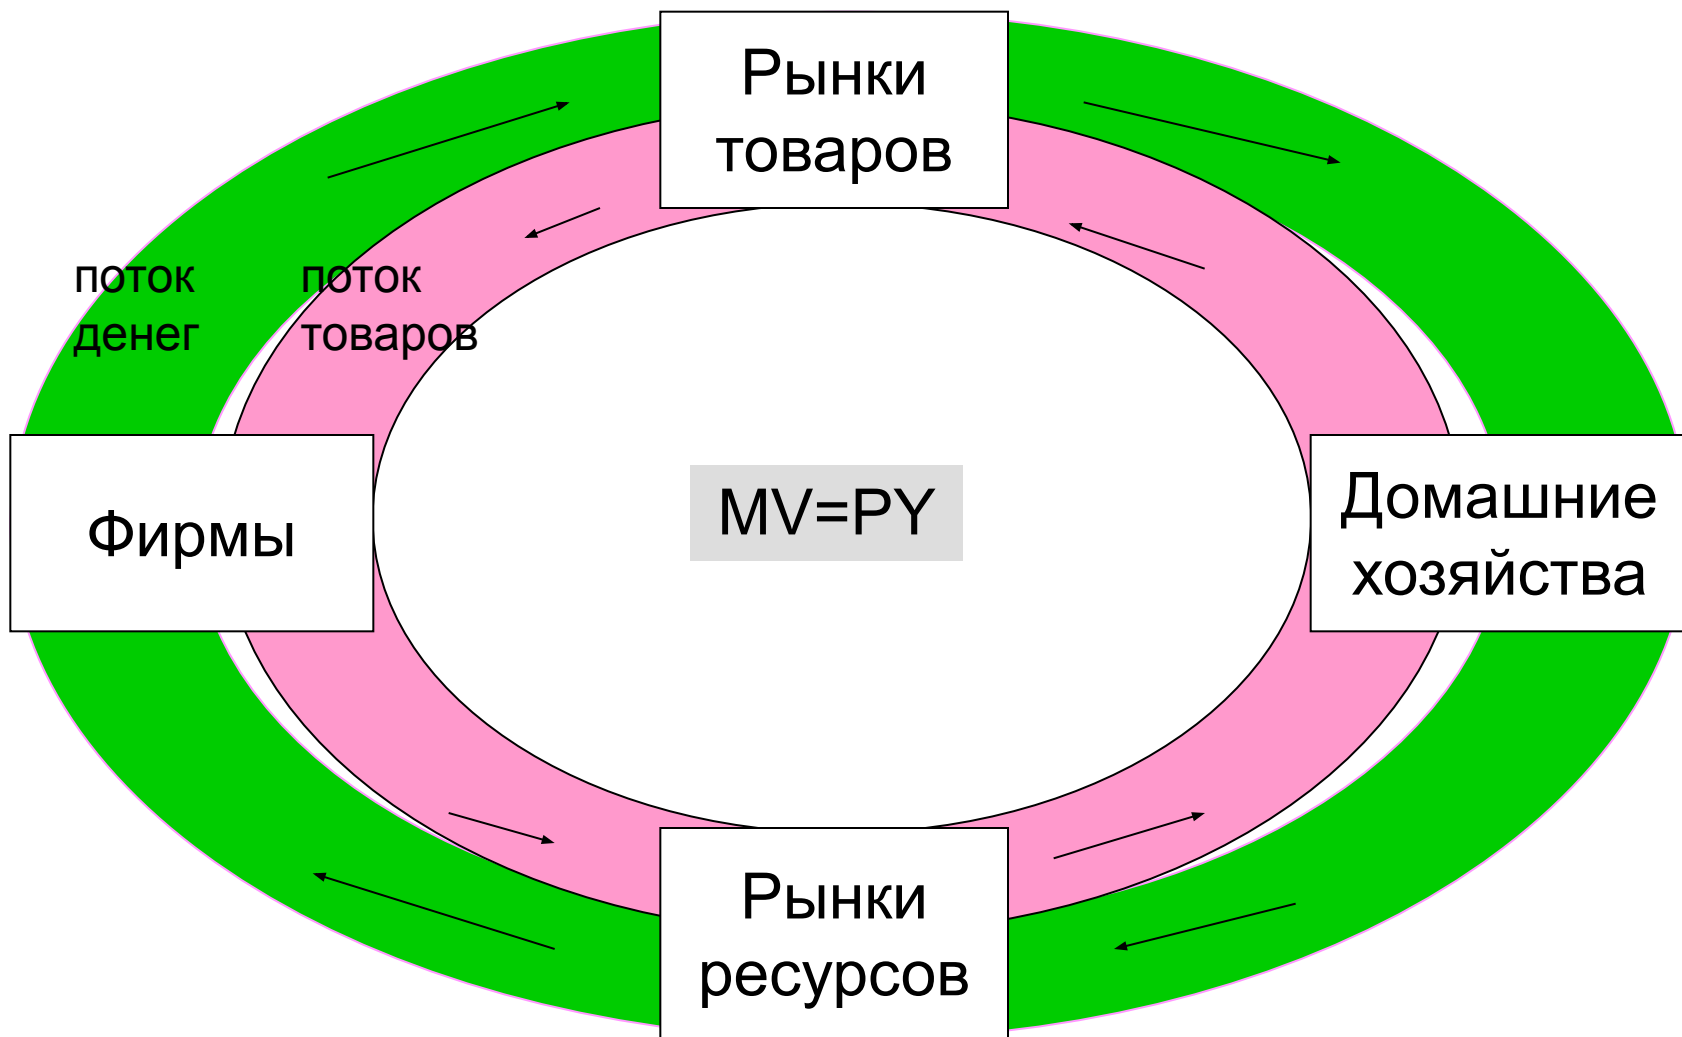 Рынки
товаров
поток
денег
поток
товаров
Фирмы
MV=PY
Домашние
хозяйства
Рынки
ресурсов